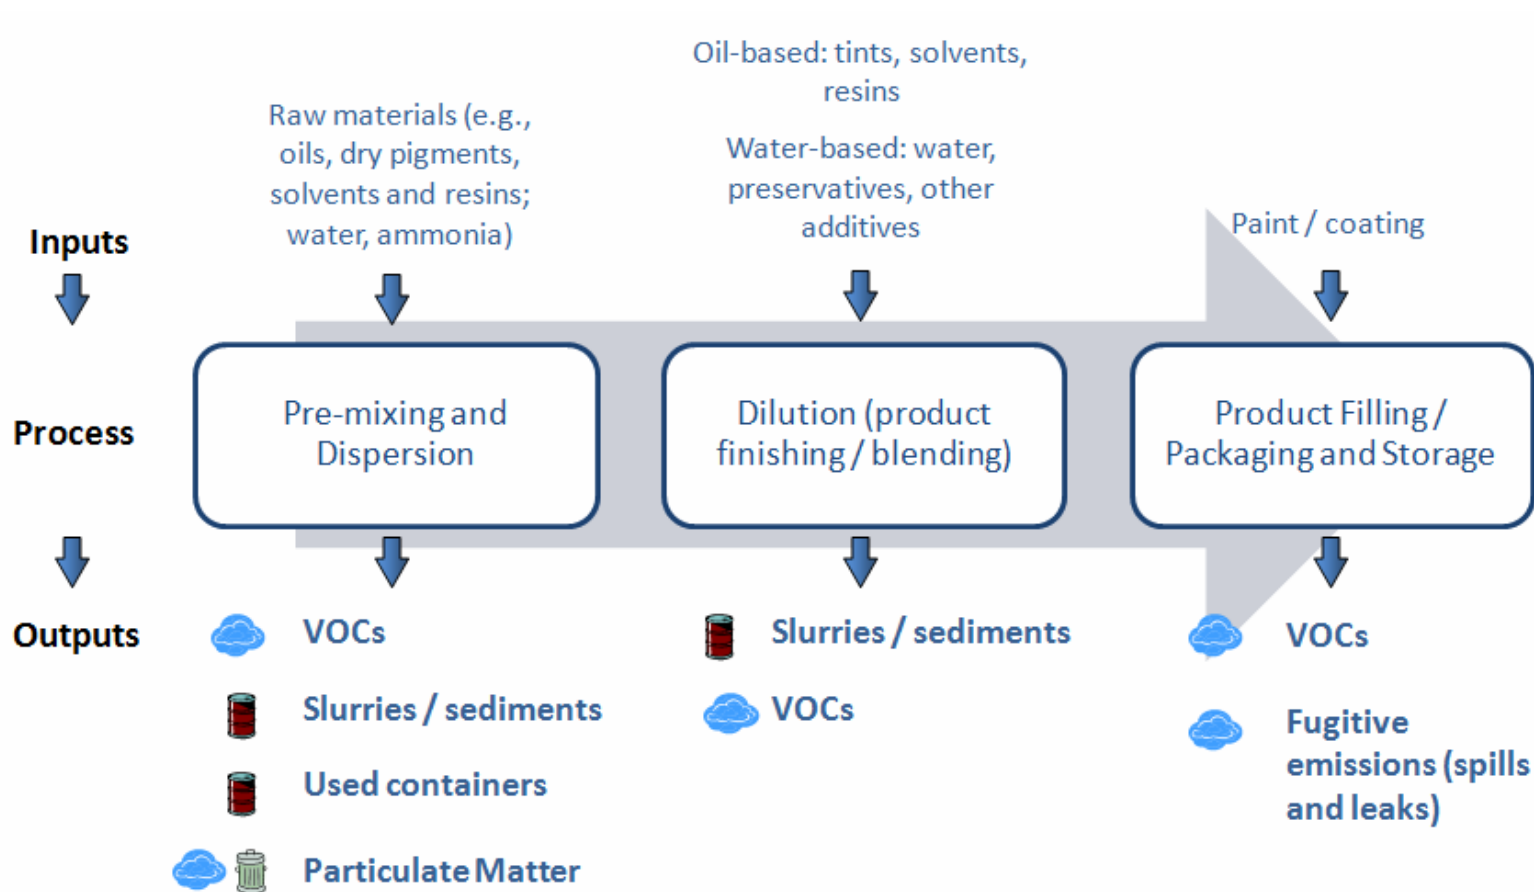 Oil-based: tints, solvents,
resins
Raw materials (e.g.,
oils, dry pigments,
solvents and resins;
water, ammonia)
Water-based: water,
preservatives, other
additives
Paint / coating
Inputs
Process
Pre-mixing and
Dispersion
Dilution (product
finishing / blending)
Product Filling /
Packaging and Storage
Outputs
VOCs
Slurries / sediments
Used containers
Particulate Matter
Slurries / sediments
VOCs
VOCs
Fugitive
emissions (spills
and leaks)